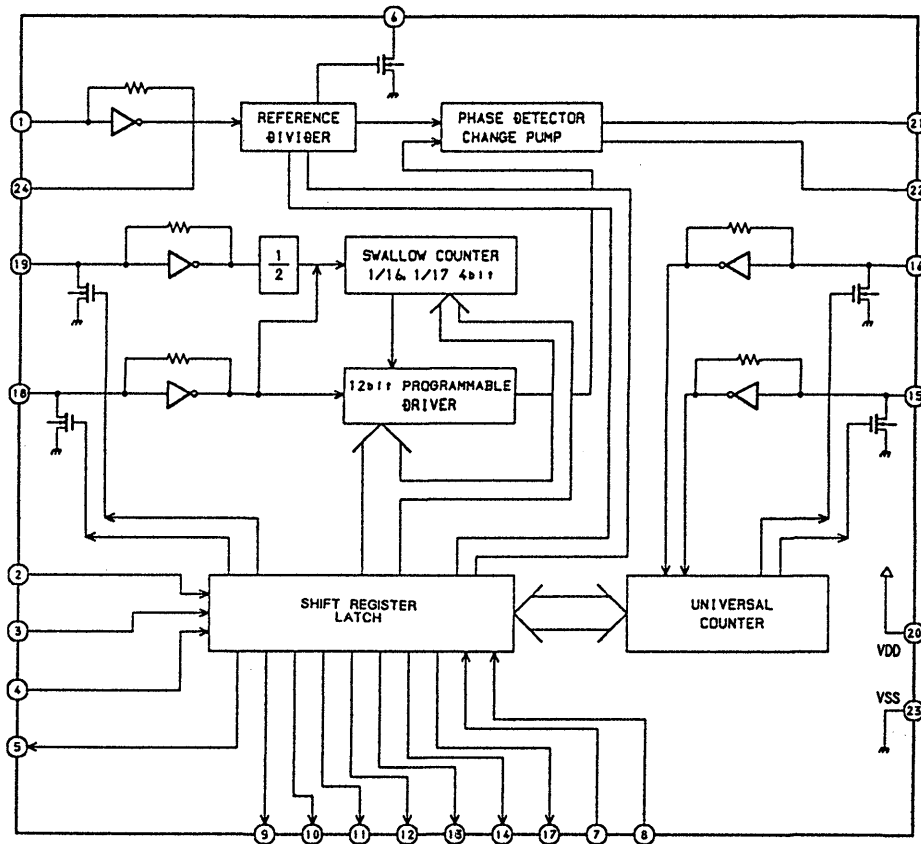 6
1
REFERENCE
DIVIDER
PHASE DETECTOR
CHANGE PUMP
21
24
22
19
1
2
SWALLOW COUNTER
1/16, 1/17 4bit
16
18
12bit PROGRAMMABLE
DRIVER
15
2
3
4
5
SHIFT REGISTER
LATCH
UNIVERSAL
COUNTER
20
VDD
VSS
23
9
10
11
12
13
14
17
7
8